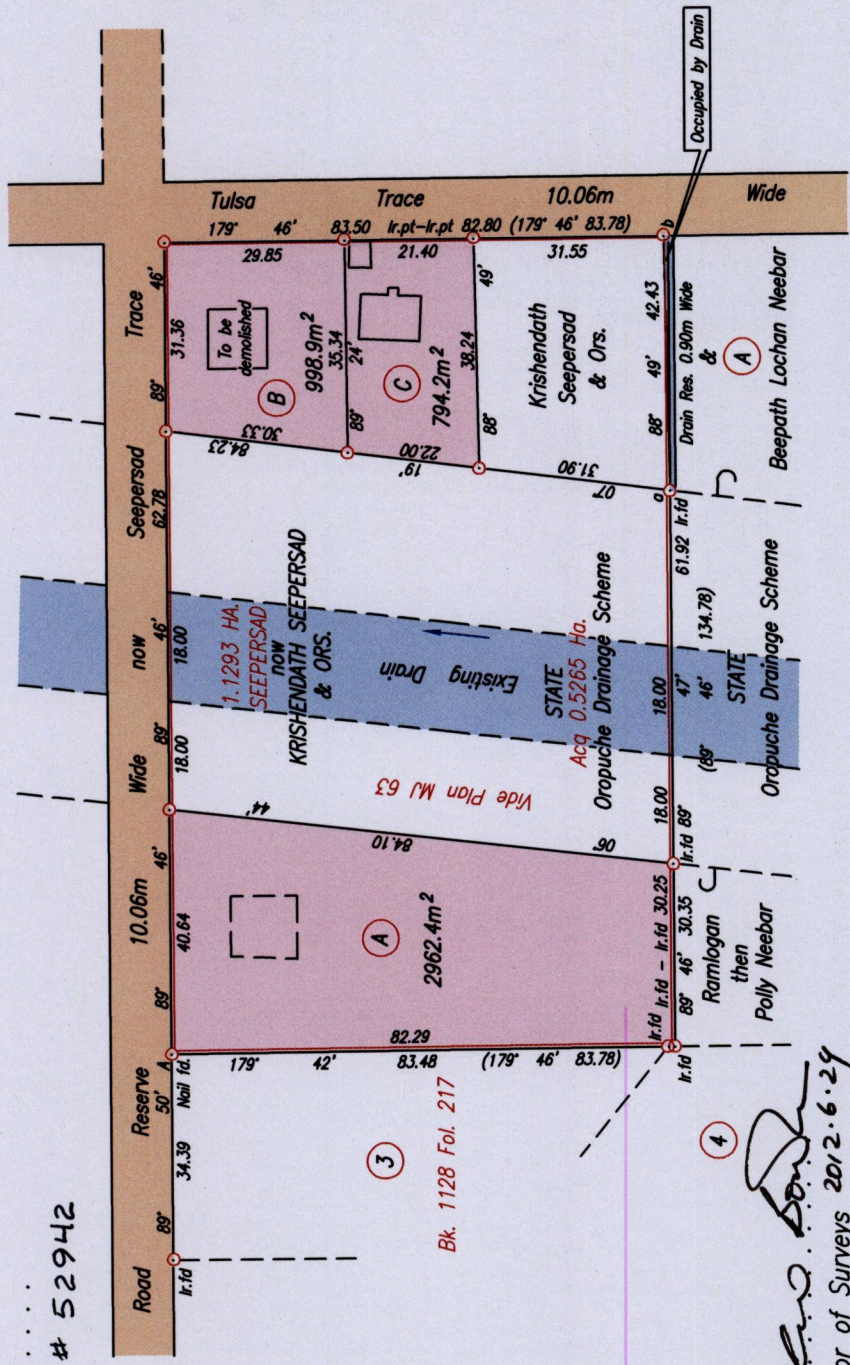 # 52942
Road Reserve 10.06m Wide now Seepersad Trace
Ir.fd 89° 34.39 50' Nail fd. A 89° 40.64 46' 18.00 89° 18.00 46' 62.78 89° 31.36 46'
Tulsa Trace 10.06m Wide
179° 46' 83.50 Ir.pt-Ir.pt 82.80 (179° 46' 83.78)
29.85
21.40
31.55
b
Occupied by Drain
To be
demolished
B
998.9m²
35.34
89° 24'
C
794.2m²
38.24
88° 49'
Krishendath
Seepersad
& Ors.
84.23
30.33
22.00
19'
31.90
07°
88° 49' 42.43
a
Drain Res. 0.90m Wide
&
A
Beepath Lochan Neebar
1.1293 HA.
SEEPERSAD
now
KRISHENDATH SEEPERSAD
& ORS.
Existing Drain
STATE
Acq 0.5265 Ha.
Oropuche Drainage Scheme
Vide Plan MJ 63
44'
84.10
06°
18.00 18.00 61.92 Ir.fd
Ir.fd 89° 47'
(89° 46' 134.78)
STATE
Oropuche Drainage Scheme
A
2962.4m²
82.29
179° 42' 83.48 (179° 46' 83.78)
Ir.fd Ir.fd - Ir.fd 30.25
Ir.fd 89° 46' 30.35
Ramlogan
then
Polly Neebar
3
Bk. 1128 Fol. 217
4
or of Surveys 2012.6.29